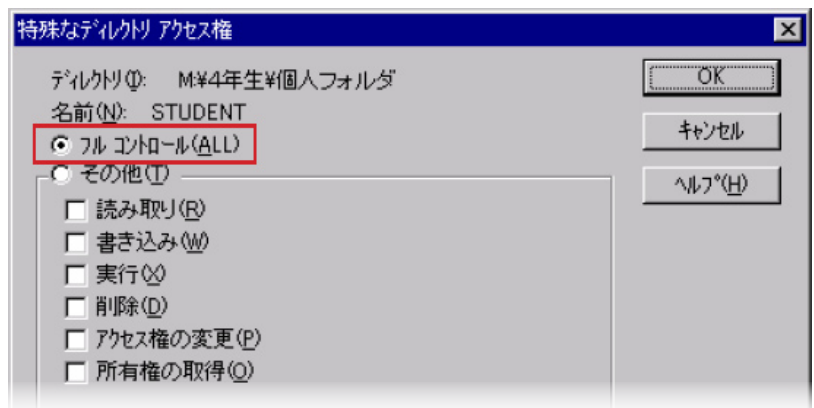 特殊なﾃﾞｨﾚｸﾄﾘ ｱｸｾｽ権
ﾃﾞｨﾚｸﾄﾘ(I): M:¥4年生¥個人フォルダ
OK
名前(N): STUDENT
ｷｬﾝｾﾙ
ﾌﾙ ｺﾝﾄﾛｰﾙ(ALL)
その他(T)
ﾍﾙﾌﾟ(H)
読み取り(R)
書き込み(W)
実行(X)
削除(D)
ｱｸｾｽ権の変更(P)
所有権の取得(O)